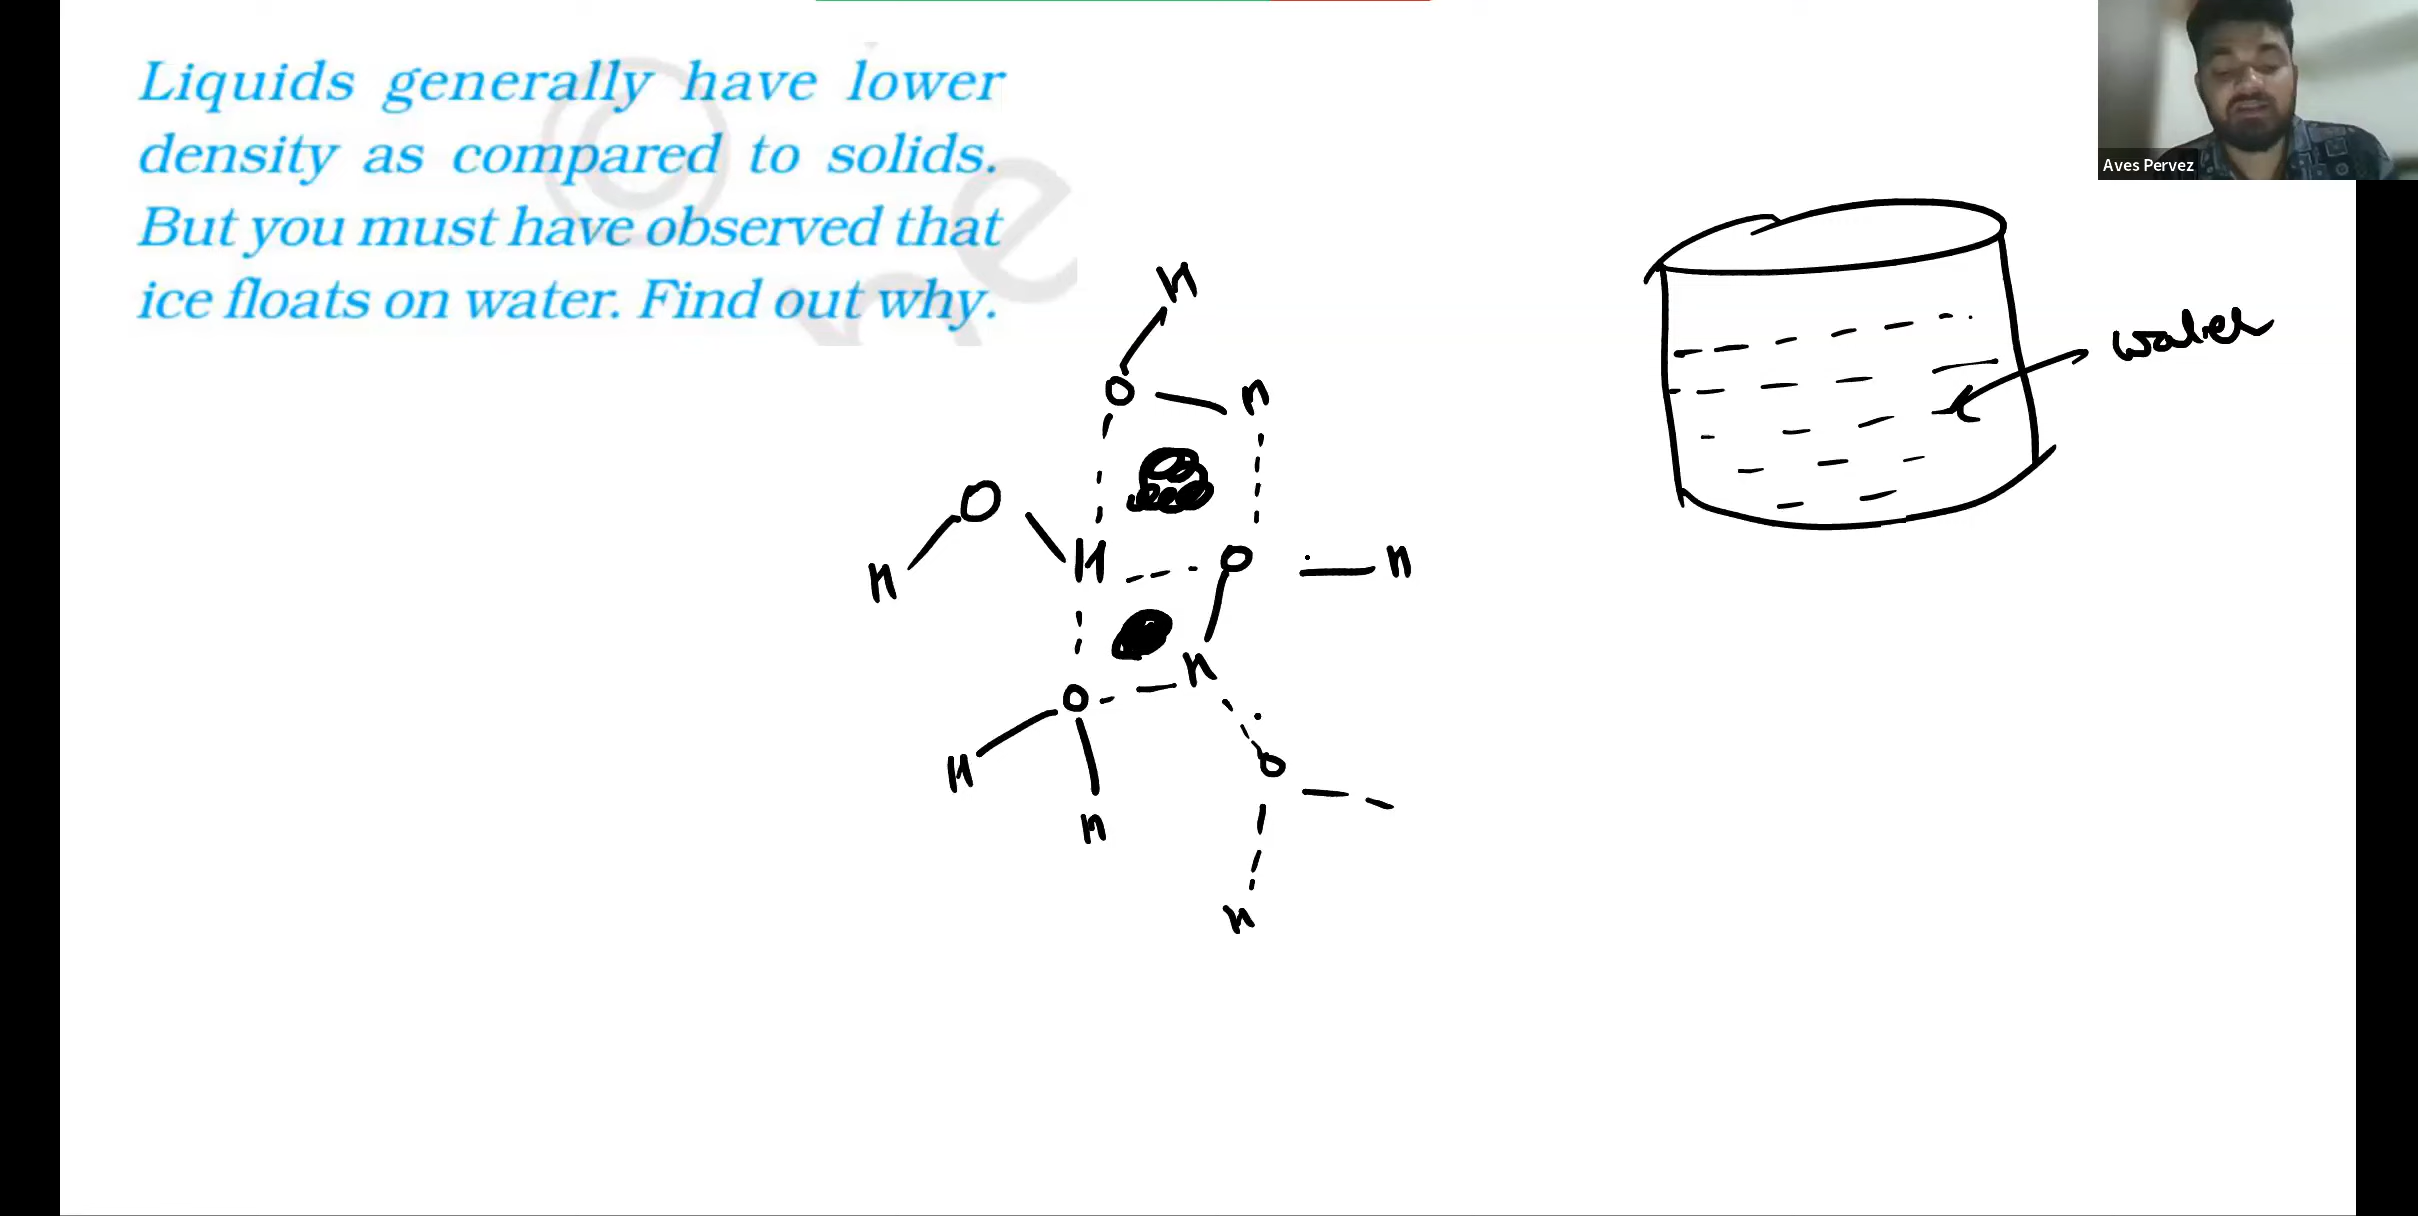 Liquids generally have lower
density as compared to solids.
But you must have observed that
ice floats on water. Find out why.
Aves Pervez
water
H
O H
O
H H O H
H
O
H O
H
H